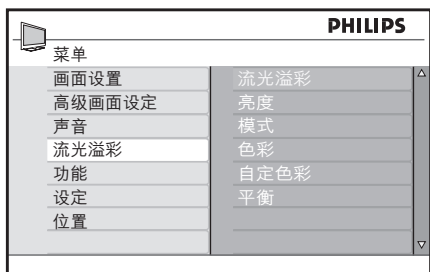 PHILIPS
菜单
画面设置
高级画面设定
声音
流光溢彩
功能
设定
位置
流光溢彩
亮度
模式
色彩
自定色彩
平衡